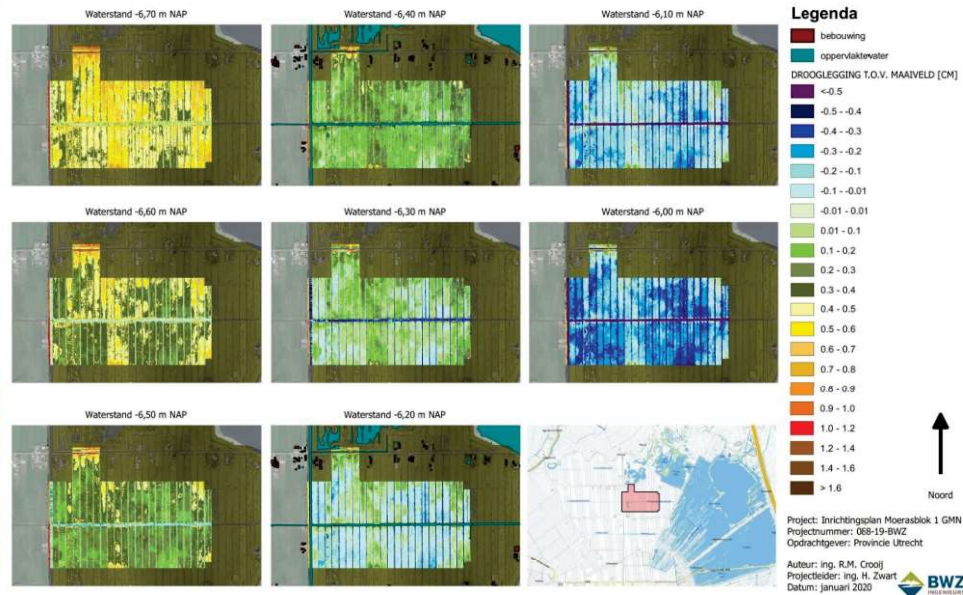 Waterstand -6,70 m NAP
Waterstand -6,40 m NAP
Waterstand -6,10 m NAP
Waterstand -6,60 m NAP
Waterstand -6,30 m NAP
Waterstand -6,00 m NAP
Waterstand -6,50 m NAP
Waterstand -6,20 m NAP
Legenda
bebouwing
oppervlaktewater
DROOGLEGGING T.O.V. MAAIVELD [CM]
<-0.5
-0.5 - -0.4
-0.4 - -0.3
-0.3 - -0.2
-0.2 - -0.1
-0.1 - -0.01
-0.01 - 0.01
0.01 - 0.1
0.1 - 0.2
0.2 - 0.3
0.3 - 0.4
0.4 - 0.5
0.5 - 0.6
0.6 - 0.7
0.7 - 0.8
0.8 - 0.9
0.9 - 1.0
1.0 - 1.2
1.2 - 1.4
1.4 - 1.6
> 1.6
Noord
Project: Inrichtingsplan Moerasblok 1 GMN
Projectnummer: 068-19-BWZ
Opdrachtgever: Provincie Utrecht
Auteur: ing. R.M. Crooij
Projectleider: ing. H. Zwart
Datum: januari 2020
BWZ
INGENIEURS